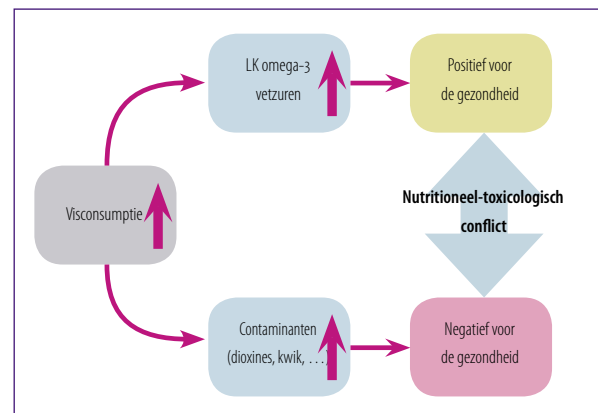 LK omega-3
vetzuren
Positief voor
de gezondheid
Visconsumptie
Nutritioneel-toxicologisch
conflict
Contaminanten
(dioxines, kwik, …)
Negatief voor
de gezondheid